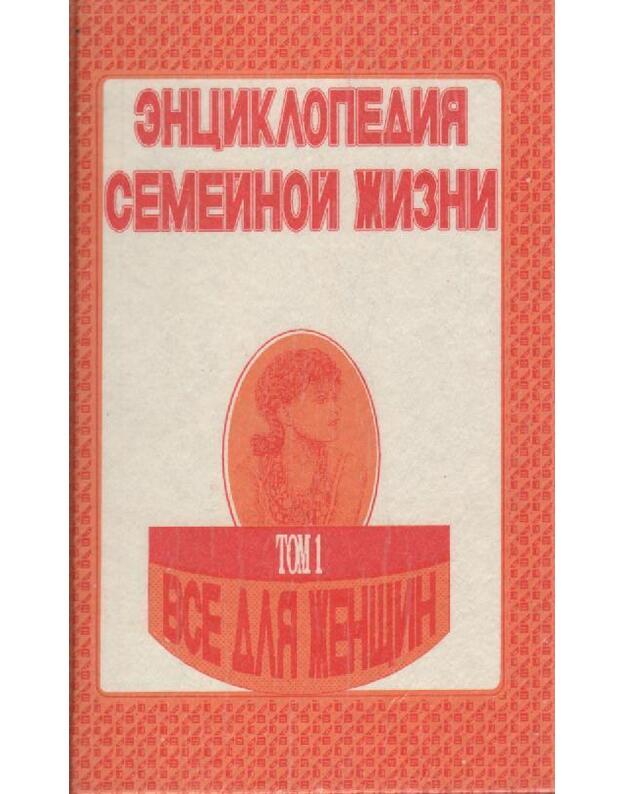 ЭНЦИКЛОПЕДИЯ
СЕМЕЙНОЙ ЖИЗНИ
ТОМ 1
ВСЕ ДЛЯ ЖЕНЩИН